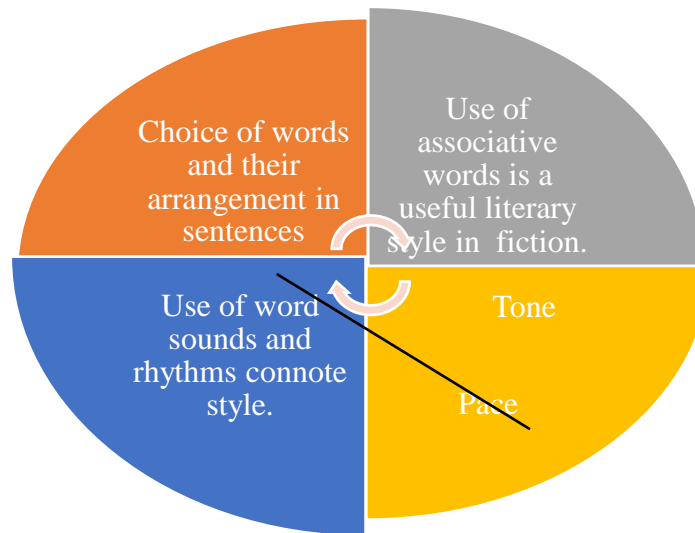 Choice of words
and their
arrangement in
sentences
Use of
associative
words is a
useful literary
style in fiction.
Use of word
sounds and
rhythms connote
style.
Tone
Pace